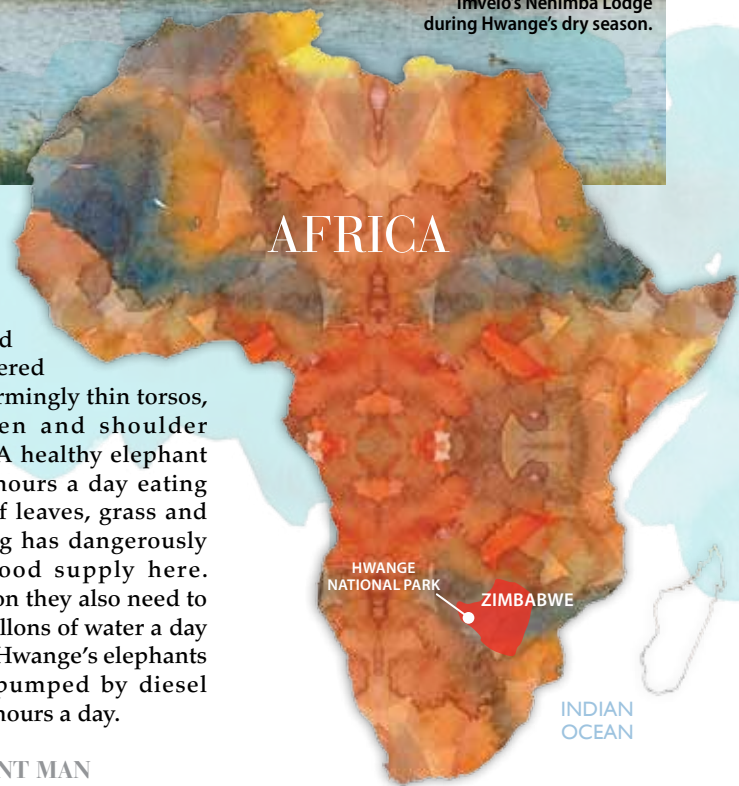 Imvelo's Nehimba Lodge
during Hwange's dry season.
AFRICA
d
ered
rmingly thin torsos,
en and shoulder
A healthy elephant
hours a day eating
f leaves, grass and
g has dangerously
ood supply here.
on they also need to
llons of water a day
Hwange's elephants
pumped by diesel
hours a day.
NT MAN
HWANGE
NATIONAL PARK
ZIMBABWE
INDIAN
OCEAN